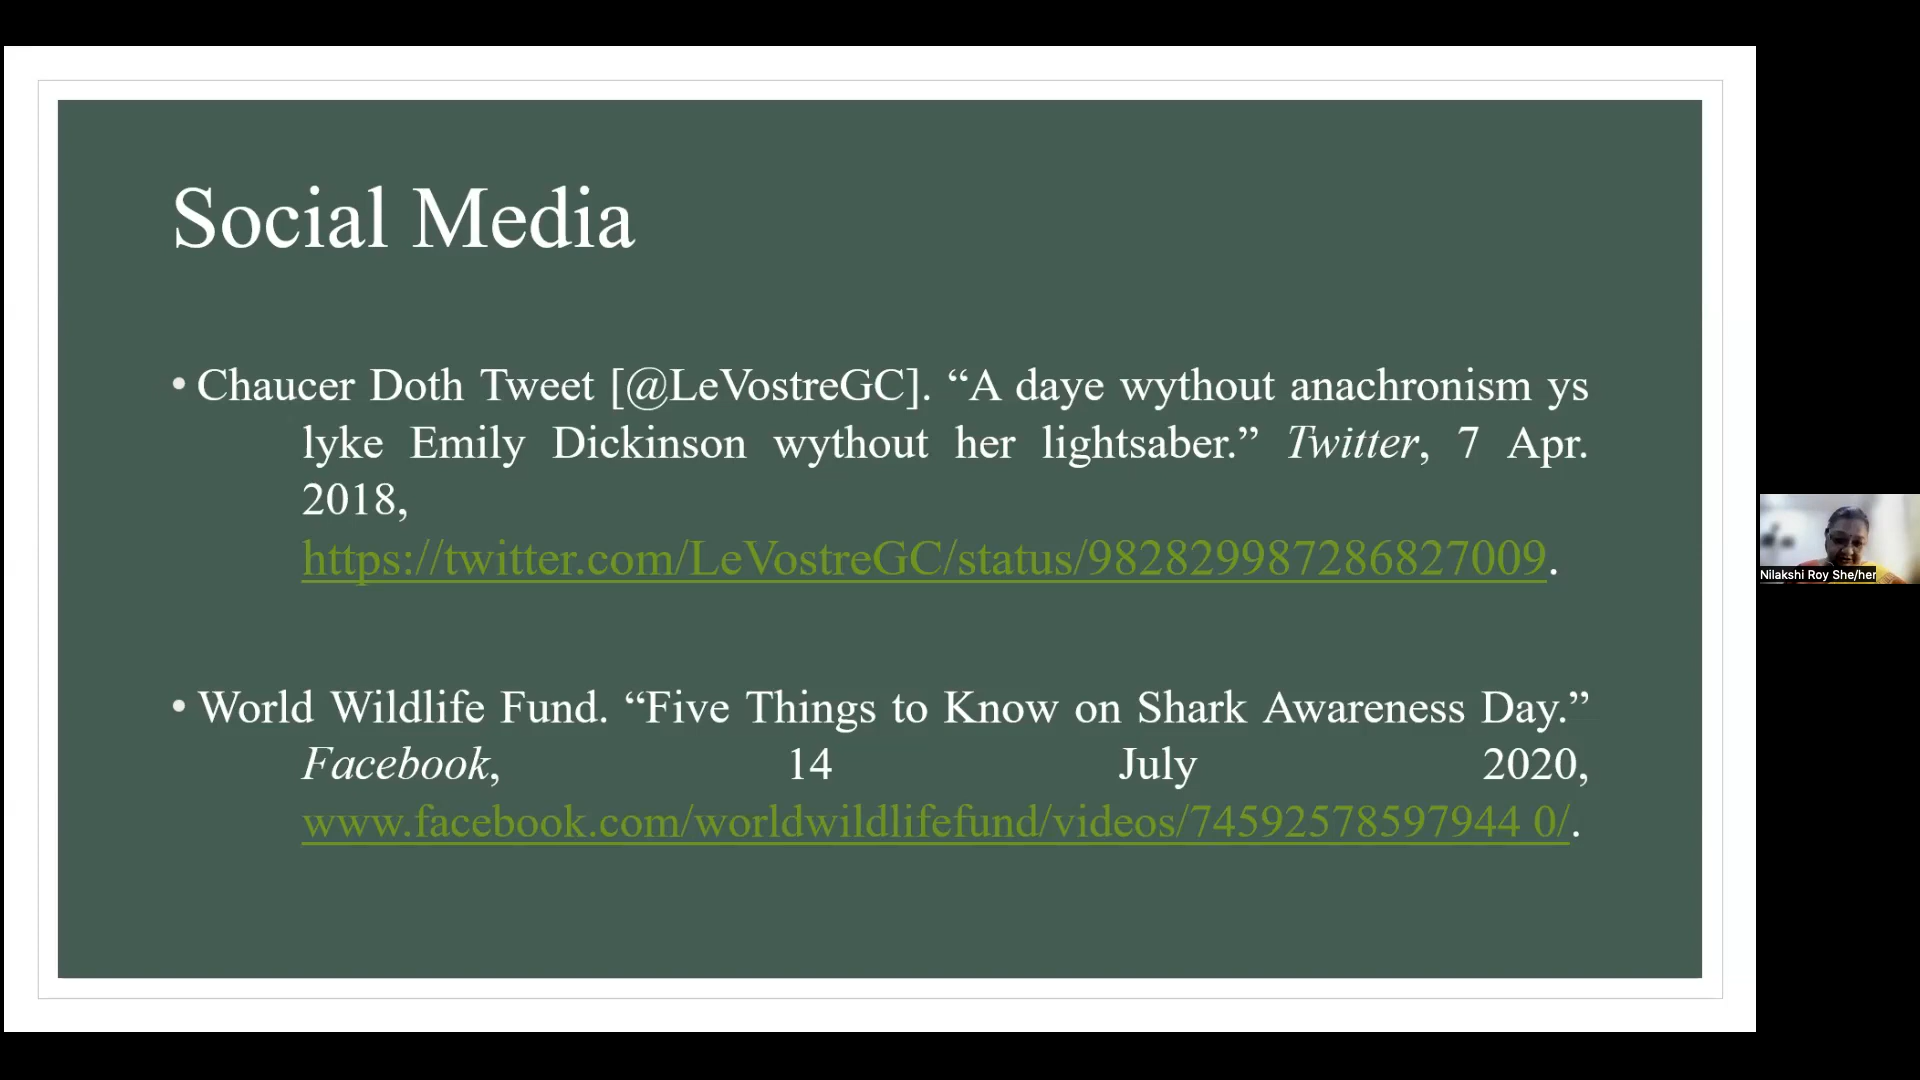 Social Media
• Chaucer Doth Tweet [@LeVostreGC]. “A daye wythout anachronism ys
lyke Emily Dickinson wythout her lightsaber.” Twitter, 7 Apr.
2018,
https://twitter.com/LeVostreGC/status/982829987286827009.
• World Wildlife Fund. “Five Things to Know on Shark Awareness Day.”
Facebook, 14 July 2020,
www.facebook.com/worldwildlifefund/videos/74592578597944 0/.
Nilakshi Roy She/her